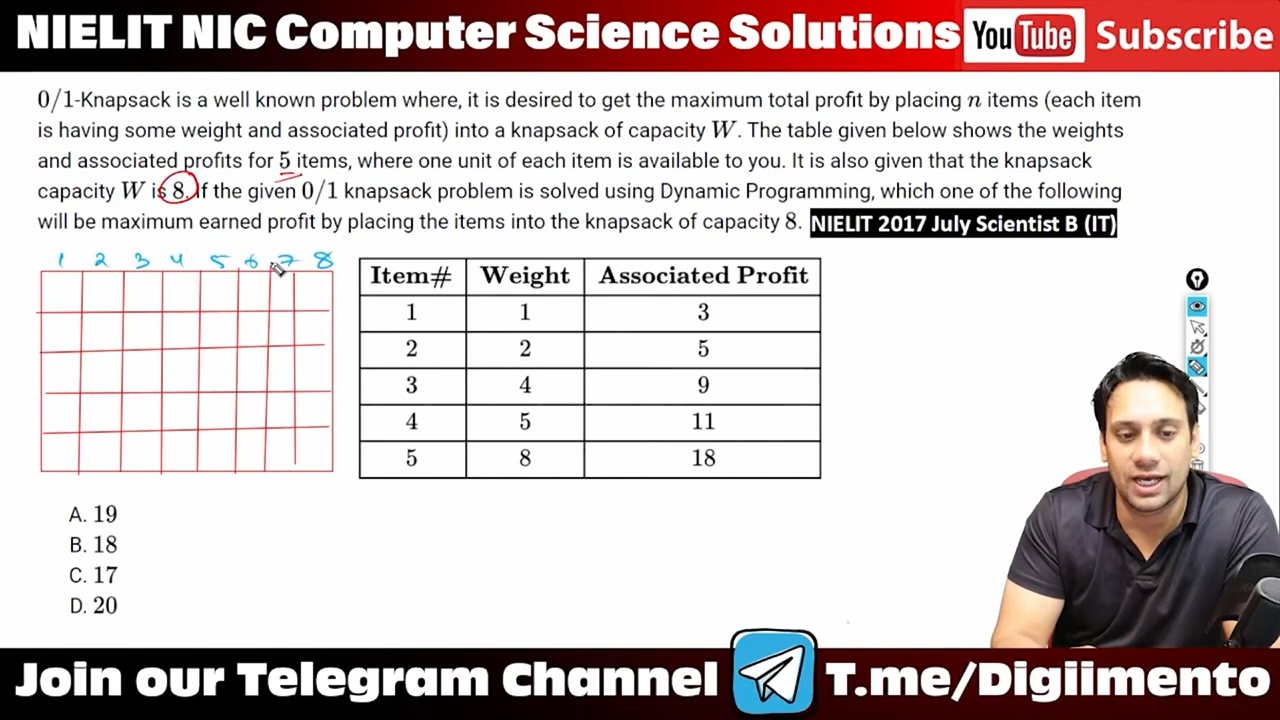 NIELIT NIC Computer Science Solutions YouTube Subscribe
0/1-Knapsack is a well known problem where, it is desired to get the maximum total profit by placing n items (each item
is having some weight and associated profit) into a knapsack of capacity W. The table given below shows the weights
and associated profits for 5 items, where one unit of each item is available to you. It is also given that the knapsack
capacity W is 8. If the given 0/1 knapsack problem is solved using Dynamic Programming, which one of the following
will be maximum earned profit by placing the items into the knapsack of capacity 8. NIELIT 2017 July Scientist B (IT)
1 2 3 4 5 6 7 8
Item# Weight Associated Profit
1 1 3
2 2 5
3 4 9
4 5 11
5 8 18
A. 19
B. 18
C. 17
D. 20
Join our Telegram Channel T.me/Digiimento